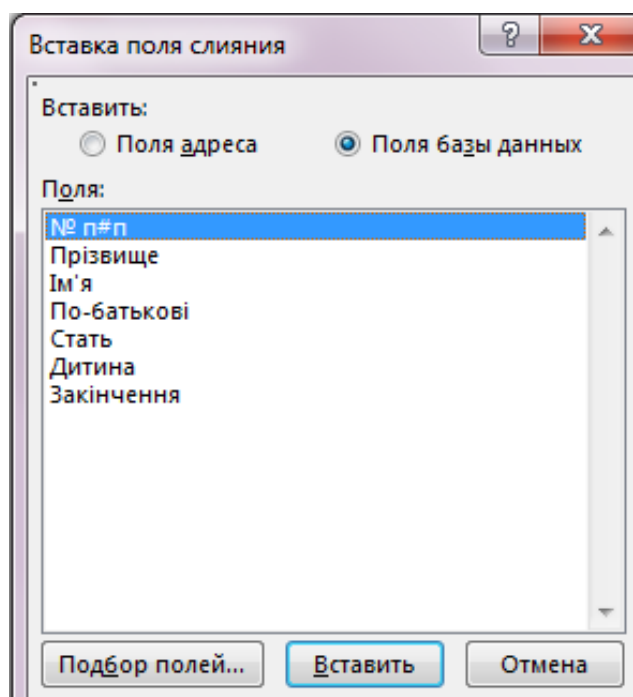 Вставка поля слияния
Вставить:
Поля адреса Поля базы данных
Поля:
№ п#п
Прізвище
Ім'я
По-батькові
Стать
Дитина
Закінчення
Подбор полей... Вставить Отмена